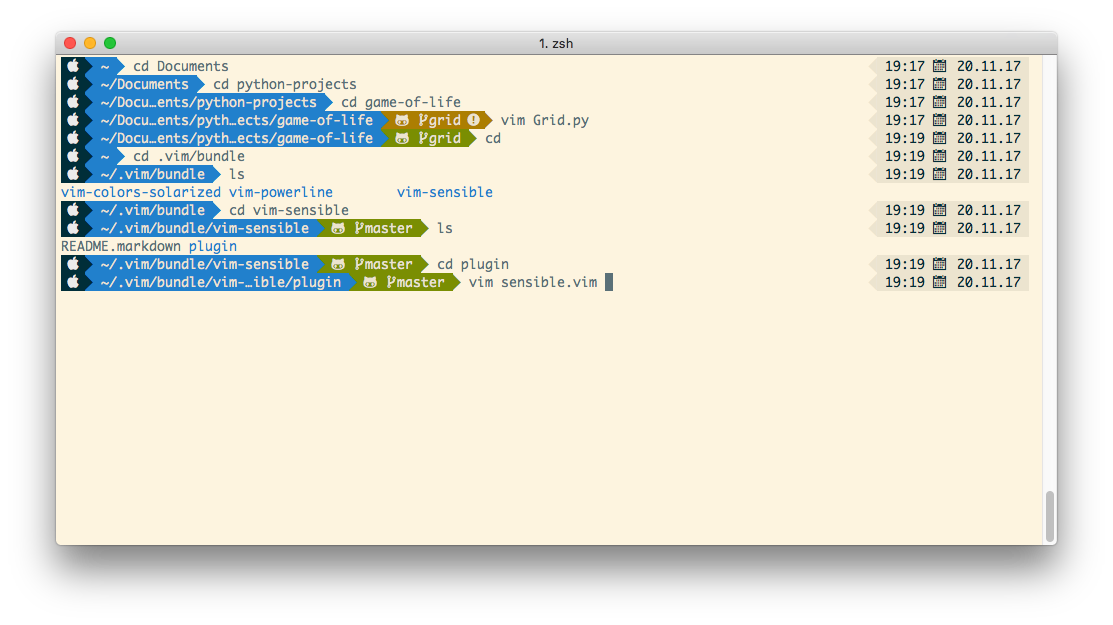 1. zsh
~ cd Documents 19:17 20.11.17
~/Documents cd python-projects 19:17 20.11.17
~/Docu…ents/python-projects cd game-of-life 19:17 20.11.17
~/Docu…ents/pyth…ects/game-of-life grid ! vim Grid.py 19:17 20.11.17
~/Docu…ents/pyth…ects/game-of-life grid cd 19:19 20.11.17
~ cd .vim/bundle 19:19 20.11.17
~/.vim/bundle ls 19:19 20.11.17
vim-colors-solarized vim-powerline vim-sensible
~/.vim/bundle cd vim-sensible 19:19 20.11.17
~/.vim/bundle/vim-sensible master ls 19:19 20.11.17
README.markdown plugin
~/.vim/bundle/vim-sensible master cd plugin 19:19 20.11.17
~/.vim/bundle/vim-…ible/plugin master vim sensible.vim 19:19 20.11.17